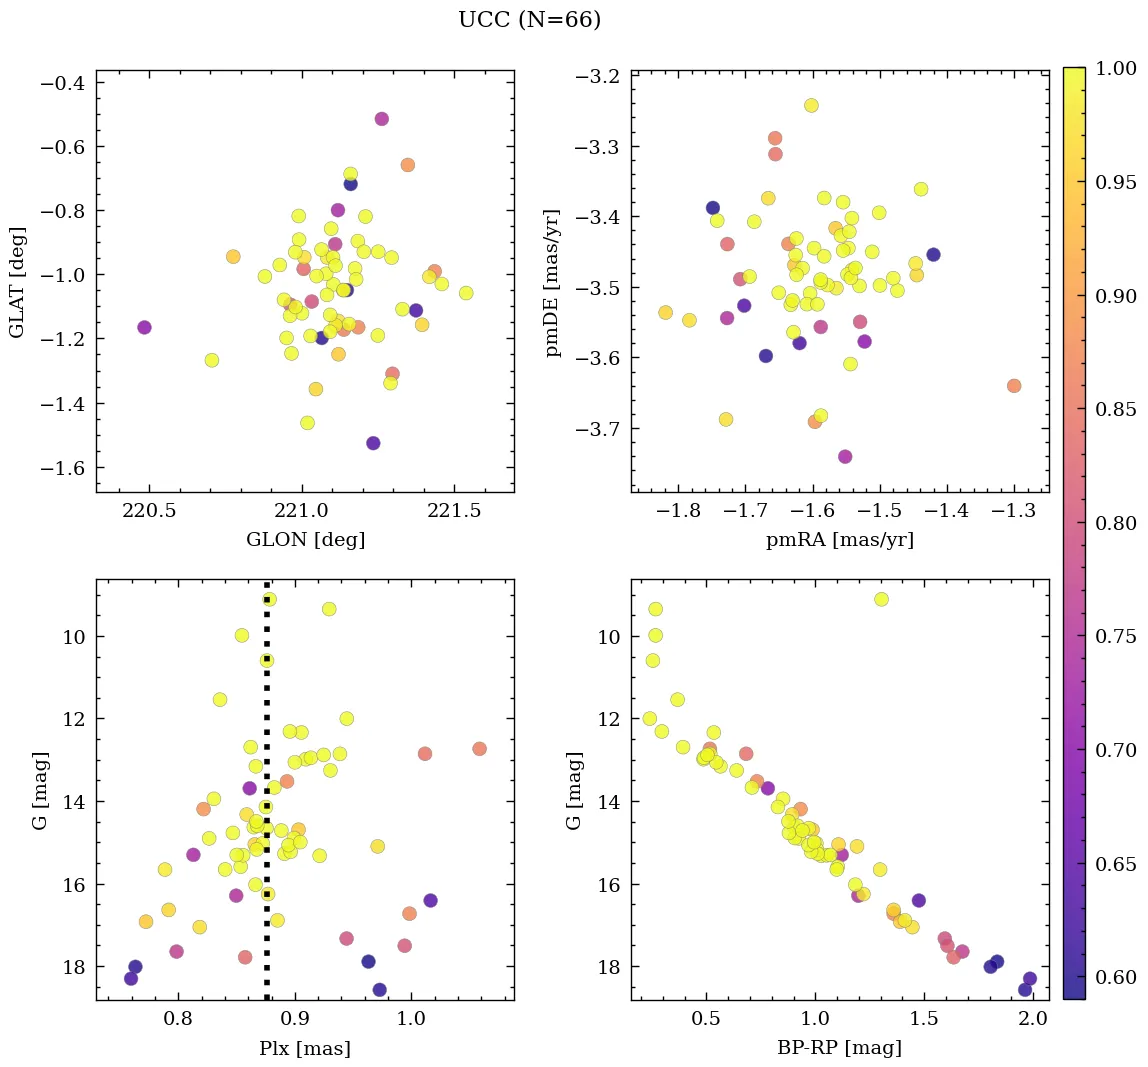 UCC (N=66)
−0.4
−0.6
−0.8
−1.0
−1.2
−1.4
−1.6
GLAT [deg]
220.5 221.0 221.5
GLON [deg]
−3.2
−3.3
−3.4
−3.5
−3.6
−3.7
pmDE [mas/yr]
−1.8 −1.7 −1.6 −1.5 −1.4 −1.3
pmRA [mas/yr]
10
12
14
16
18
G [mag]
0.8 0.9 1.0
Plx [mas]
10
12
14
16
18
G [mag]
0.5 1.0 1.5 2.0
BP-RP [mag]
1.00
0.95
0.90
0.85
0.80
0.75
0.70
0.65
0.60